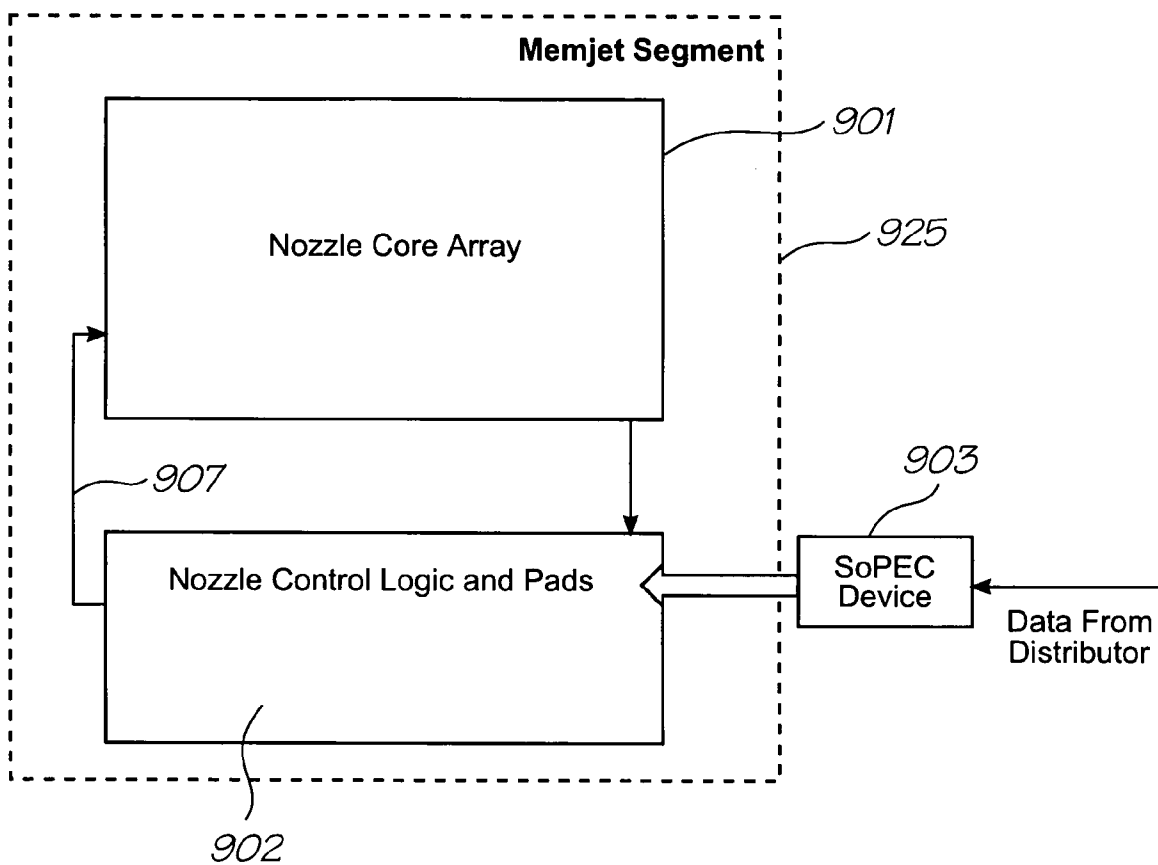 Memjet Segment
901
Nozzle Core Array
925
907
903
Nozzle Control Logic and Pads
SoPEC
Device
Data From
Distributor
902